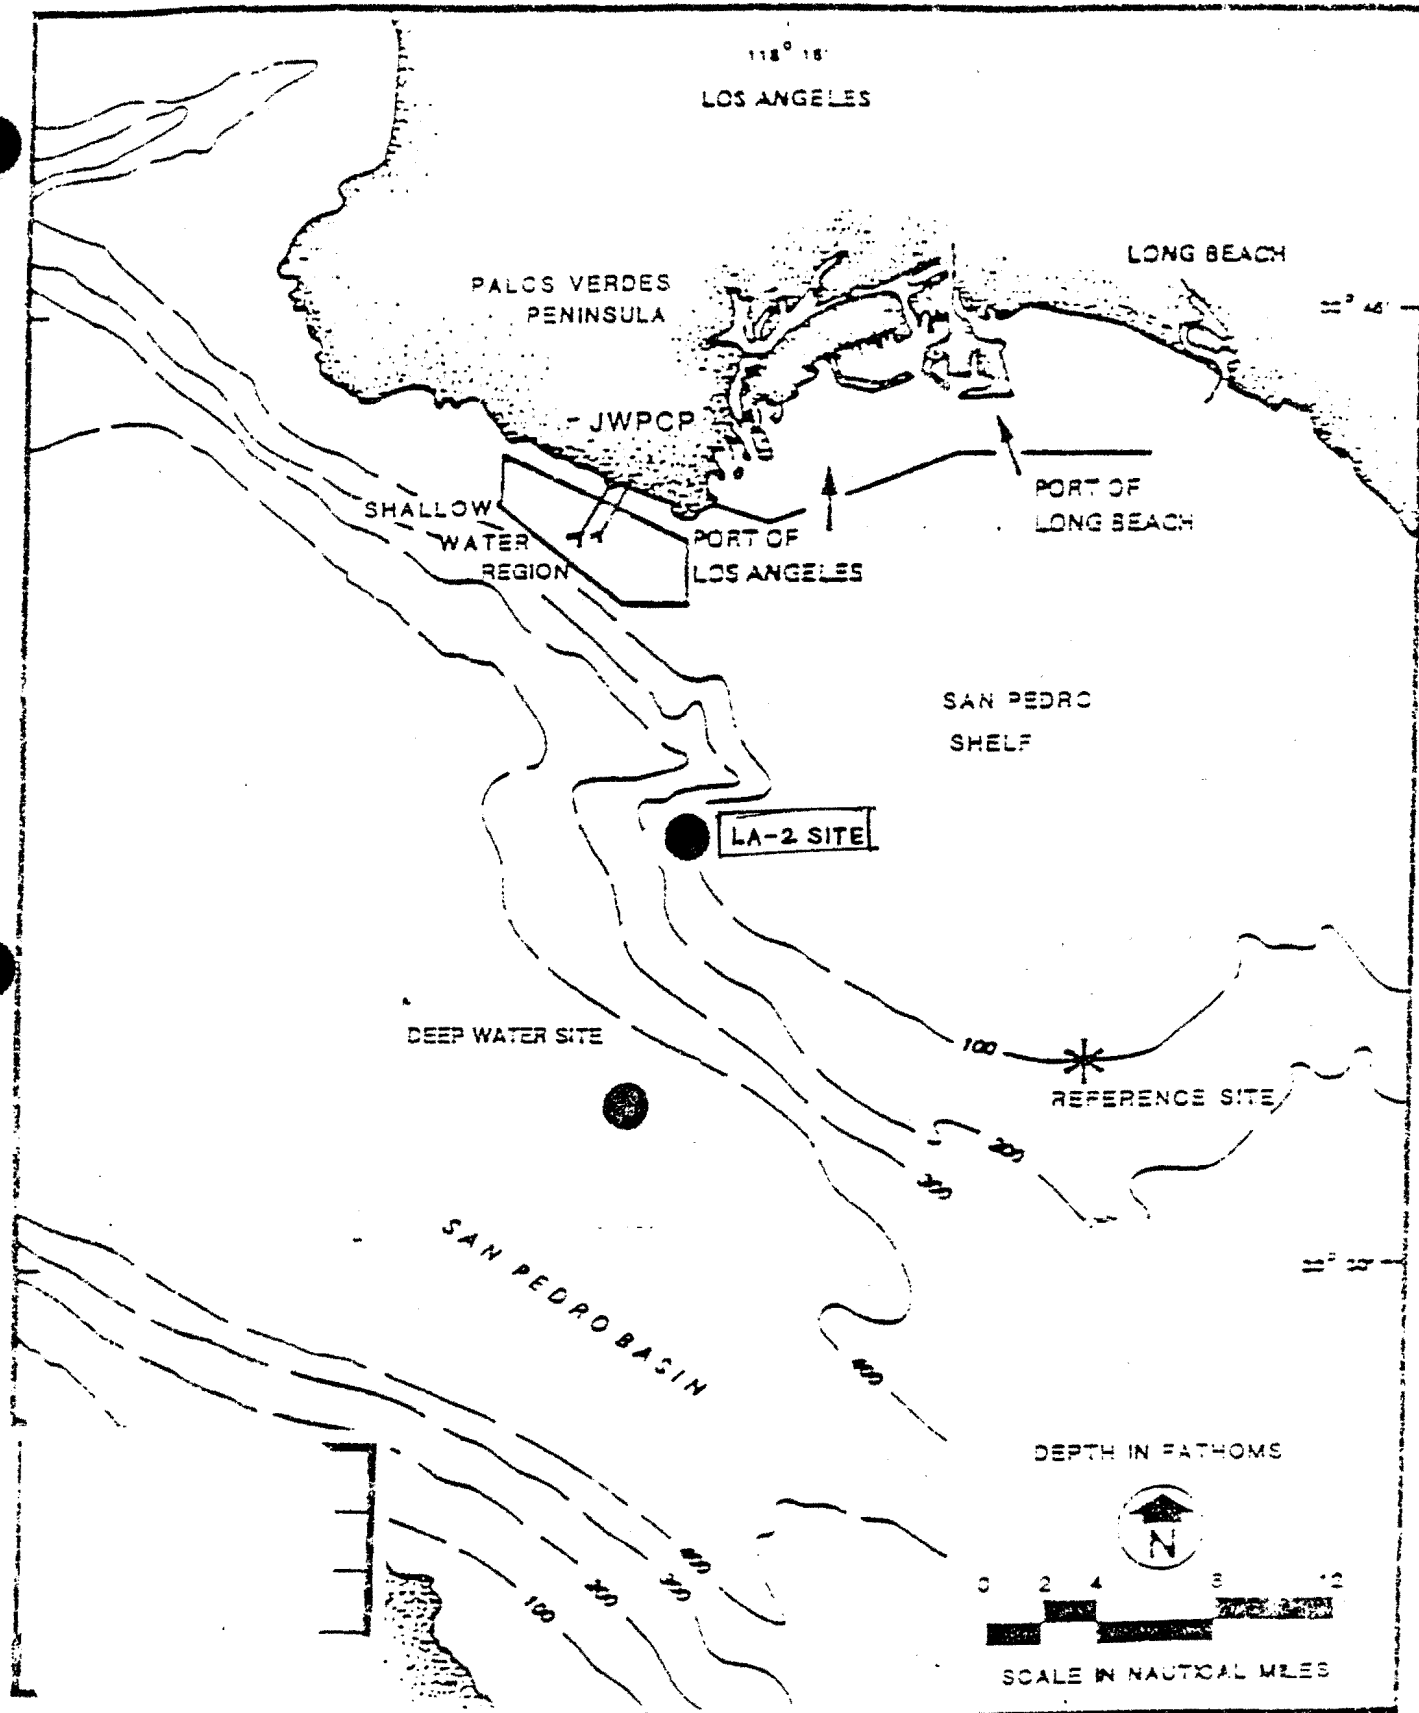 118° 15'
LOS ANGELES
LONG BEACH
PALOS VERDES
PENINSULA
JWPCP
SHALLOW
WATER
REGION
PORT OF
LOS ANGELES
PORT OF
LONG BEACH
SAN PEDRO
SHELF
LA-2 SITE
DEEP WATER SITE
100
REFERENCE SITE
200
300
SAN PEDRO BASIN
400
DEPTH IN FATHOMS
N
0 2 4 8 12
SCALE IN NAUTICAL MILES
400
300
100